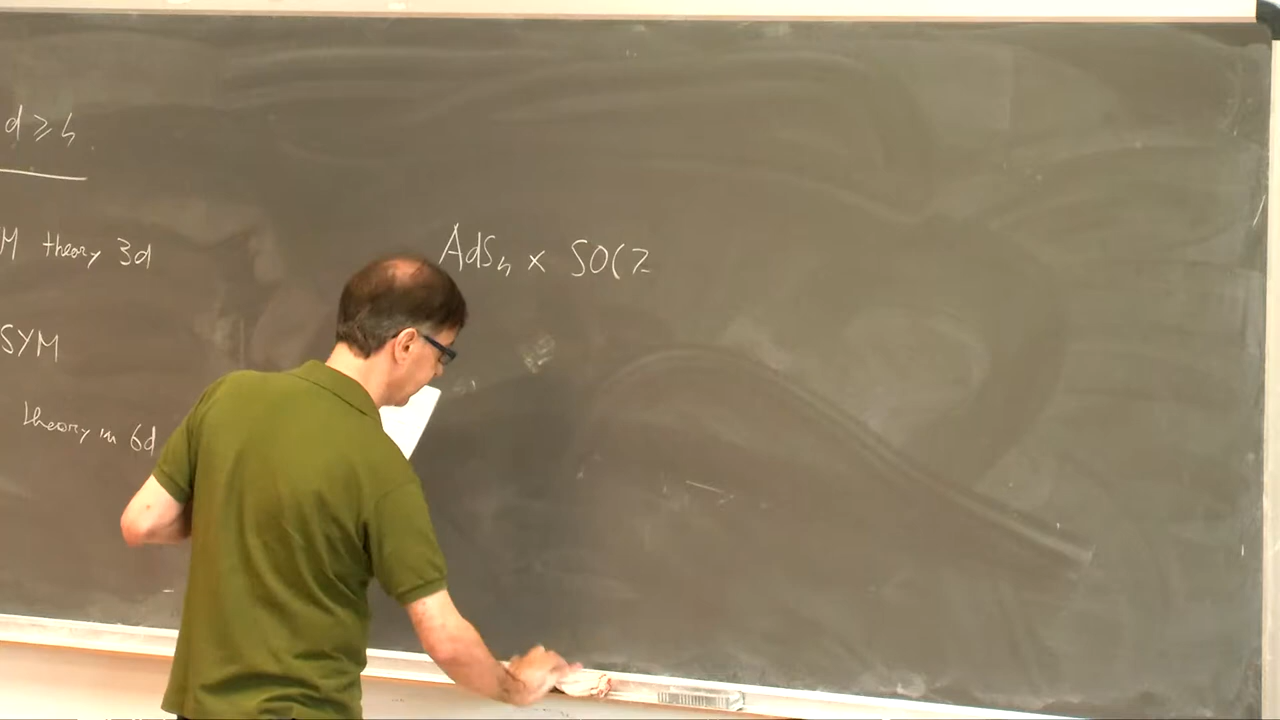 d ≥ 4
M theory 3d
SYM
theory in 6d
AdS₄ × SO(7